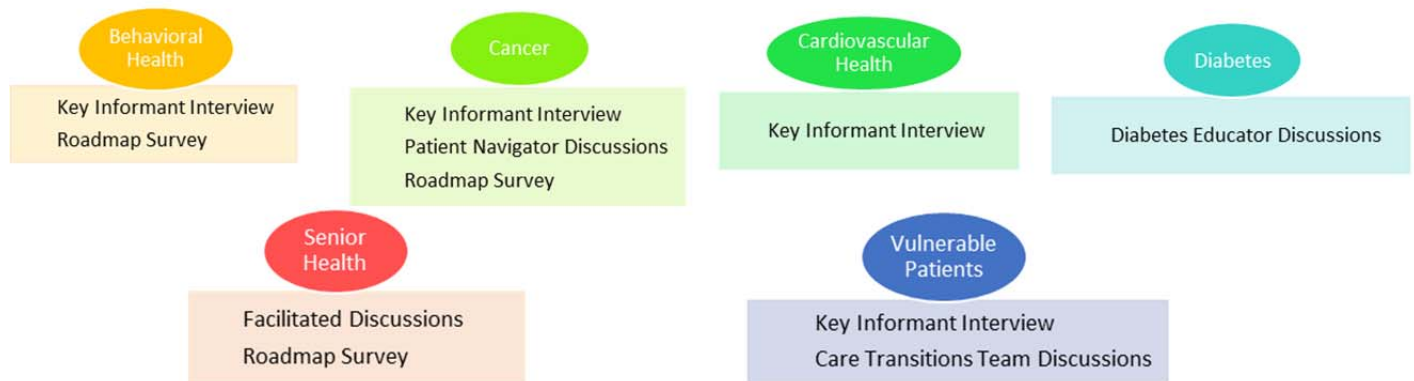 Behavioral
Health
Key Informant Interview
Roadmap Survey
Cancer
Key Informant Interview
Patient Navigator Discussions
Roadmap Survey
Cardiovascular
Health
Key Informant Interview
Diabetes
Diabetes Educator Discussions
Senior
Health
Facilitated Discussions
Roadmap Survey
Vulnerable
Patients
Key Informant Interview
Care Transitions Team Discussions